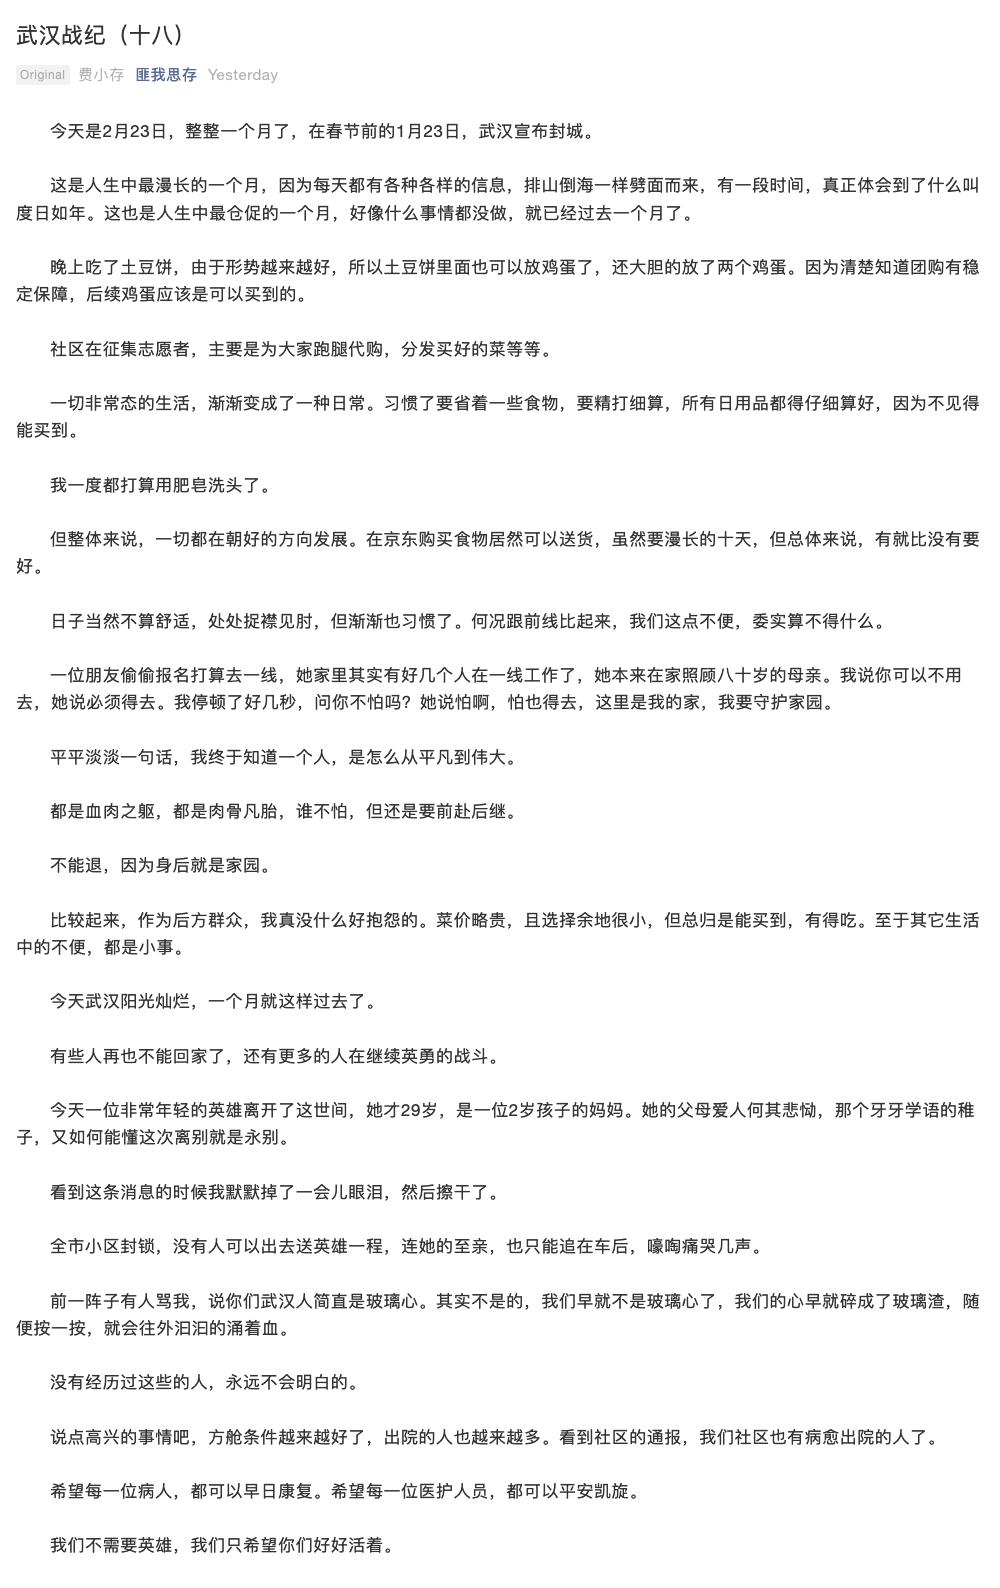 武汉战纪（十八）
Original 费小存 匪我思存 Yesterday
今天是2月23日，整整一个月了，在春节前的1月23日，武汉宣布封城。
这是人生中最漫长的一个月，因为每天都有各种各样的信息，排山倒海一样劈面而来，有一段时间，真正体会到了什么叫
度日如年。这也是人生中最仓促的一个月，好像什么事情都没做，就已经过去一个月了。
晚上吃了土豆饼，由于形势越来越好，所以土豆饼里面也可以放鸡蛋了，还大胆的放了两个鸡蛋。因为清楚知道团购有稳
定保障，后续鸡蛋应该是可以买到的。
社区在征集志愿者，主要是为大家跑腿代购，分发买好的菜等等。
一切非常态的生活，渐渐变成了一种日常。习惯了要省着一些食物，要精打细算，所有日用品都得仔细算好，因为不见得
能买到。
我一度都打算用肥皂洗头了。
但整体来说，一切都在朝好的方向发展。在京东购买食物居然可以送货，虽然要漫长的十天，但总体来说，有就比没有要
好。
日子当然不算舒适，处处捉襟见肘，但渐渐也习惯了。何况跟前线比起来，我们这点不便，委实算不得什么。
一位朋友偷偷报名打算去一线，她家里其实有好几个人在一线工作了，她本来在家照顾八十岁的母亲。我说你可以不用
去，她说必须得去。我停顿了好几秒，问你不怕吗？她说怕啊，怕也得去，这里是我的家，我要守护家园。
平平淡淡一句话，我终于知道一个人，是怎么从平凡到伟大。
都是血肉之躯，都是肉骨凡胎，谁不怕，但还是要前赴后继。
不能退，因为身后就是家园。
比较起来，作为后方群众，我真没什么好抱怨的。菜价略贵，且选择余地很小，但总归是能买到，有得吃。至于其它生活
中的不便，都是小事。
今天武汉阳光灿烂，一个月就这样过去了。
有些人再也不能回家了，还有更多的人在继续英勇的战斗。
今天一位非常年轻的英雄离开了这世间，她才29岁，是一位2岁孩子的妈妈。她的父母爱人何其悲恸，那个牙牙学语的稚
子，又如何能懂这次离别就是永别。
看到这条消息的时候我默默掉了一会儿眼泪，然后擦干了。
全市小区封锁，没有人可以出去送英雄一程，连她的至亲，也只能追在车后，嚎啕痛哭几声。
前一阵子有人骂我，说你们武汉人简直是玻璃心。其实不是的，我们早就不是玻璃心了，我们的心早就碎成了玻璃渣，随
便按一按，就会往外汩汩的涌着血。
没有经历过这些的人，永远不会明白的。
说点高兴的事情吧，方舱条件越来越好了，出院的人也越来越多。看到社区的通报，我们社区也有病愈出院的人了。
希望每一位病人，都可以早日康复。希望每一位医护人员，都可以平安凯旋。
我们不需要英雄，我们只希望你们好好活着。